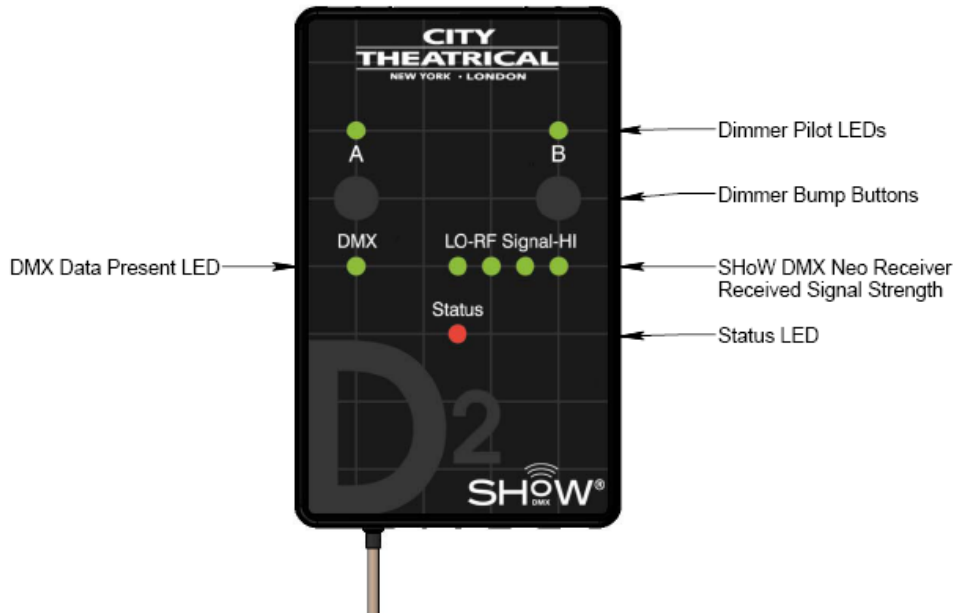 CITY
THEATRICAL
NEW YORK · LONDON
A
B
Dimmer Pilot LEDs
Dimmer Bump Buttons
DMX
LO-RF Signal-HI
DMX Data Present LED
SHoW DMX Neo Receiver
Received Signal Strength
Status
Status LED
D2
SHoW®
DMX